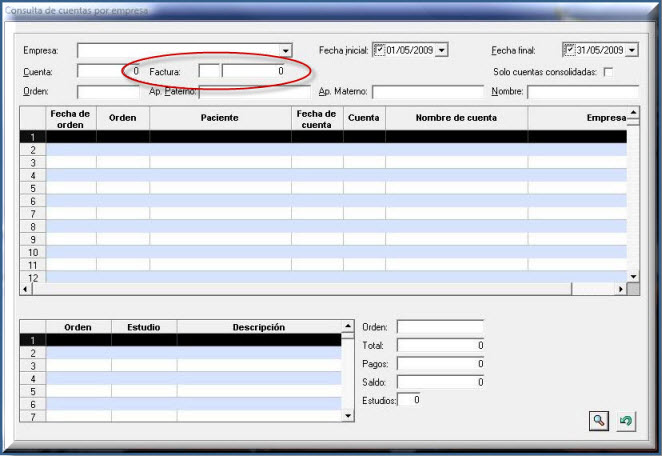 Consulta de cuentas por empresa
Empresa: Fecha inicial: 01/05/2009 Fecha final: 31/05/2009
Cuenta: 0 Factura: 0 Solo cuentas consolidadas:
Orden: Ap. Paterno: Ap. Materno: Nombre:
Fecha de orden Orden Paciente Fecha de cuenta Cuenta Nombre de cuenta Empresa
1
2
3
4
5
6
7
8
9
10
11
12
Orden Estudio Descripción
1
2
3
4
5
6
7
Orden:
Total: 0
Pagos: 0
Saldo: 0
Estudios: 0